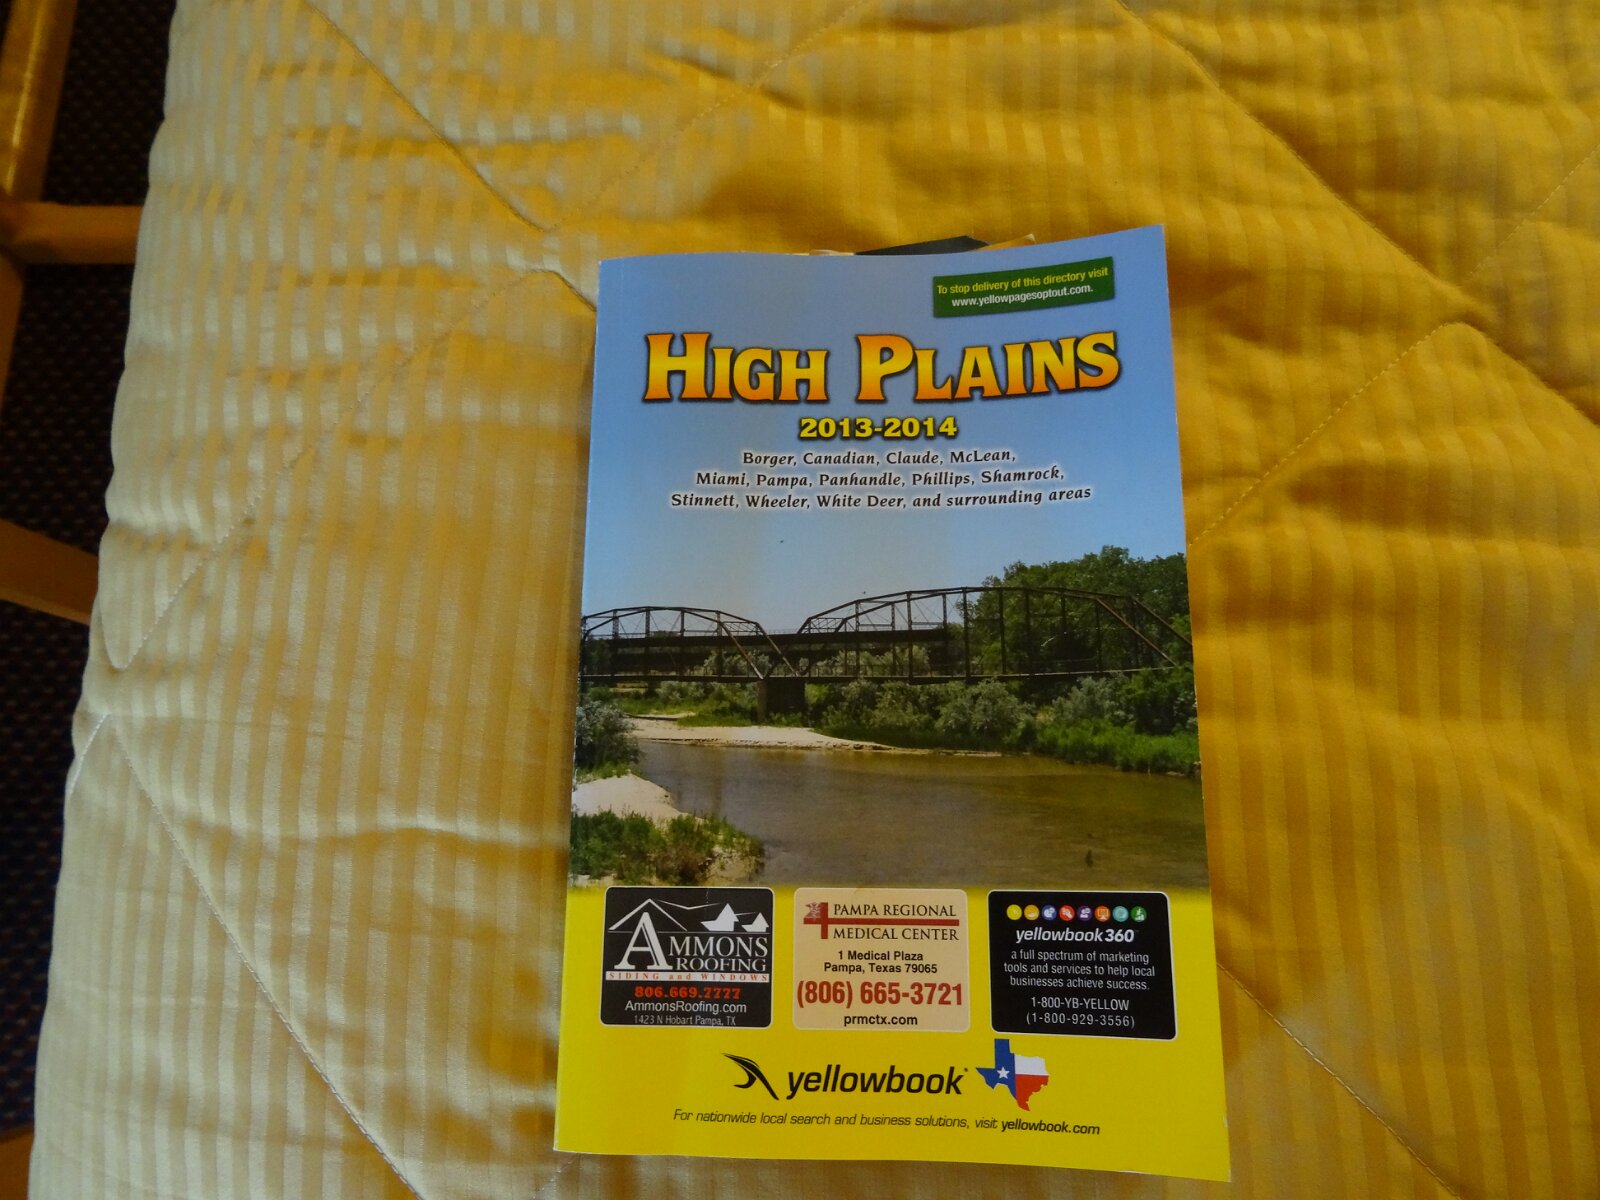 To stop delivery of this directory visit
www.yellowpagesoptout.com.
HIGH PLAINS
2013-2014
Borger, Canadian, Claude, McLean,
Miami, Pampa, Panhandle, Phillips, Shamrock,
Stinnett, Wheeler, White Deer, and surrounding areas
AMMONS
ROOFING
SIDING and WINDOWS
806.669.7777
AmmonsRoofing.com
1423 N Hobart Pampa, TX
PAMPA REGIONAL
MEDICAL CENTER
1 Medical Plaza
Pampa, Texas 79065
(806) 665-3721
prmctx.com
yellowbook360
a full spectrum of marketing
tools and services to help local
businesses achieve success.
1-800-YB-YELLOW
(1-800-929-3556)
yellowbook
For nationwide local search and business solutions, visit yellowbook.com